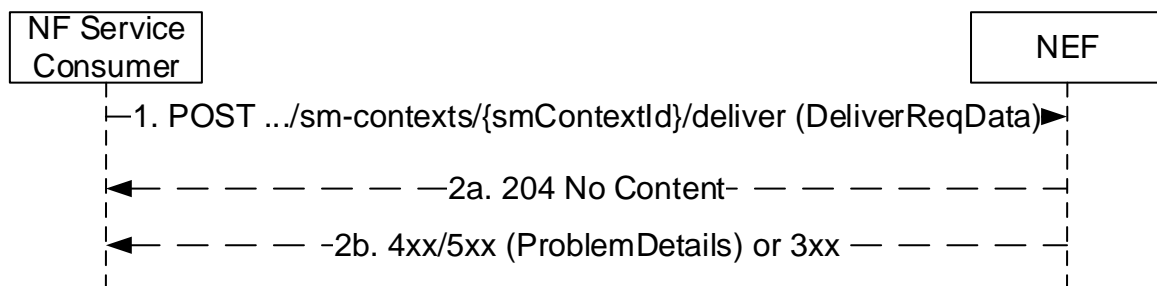 NF Service
Consumer
NEF
1. POST .../sm-contexts/{smContextId}/deliver (DeliverReqData)
2a. 204 No Content
2b. 4xx/5xx (ProblemDetails) or 3xx